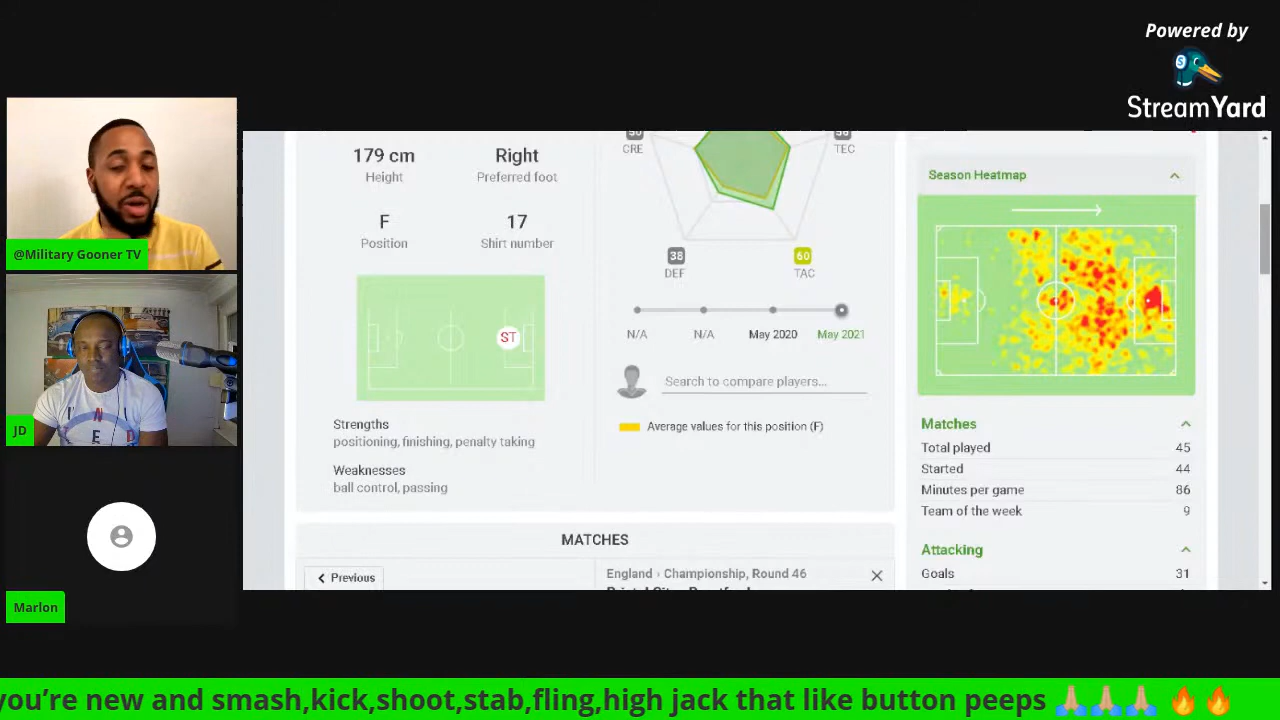 Powered by
StreamYard
@Military Gooner TV
JD
Marlon
179 cm
Height
Right
Preferred foot
F
Position
17
Shirt number
ST
Strengths
positioning, finishing, penalty taking
Weaknesses
ball control, passing
50
CRE
TEC
38
DEF
60
TAC
N/A
N/A
May 2020
May 2021
Search to compare players...
Average values for this position (F)
Season Heatmap
Matches
Total played 45
Started 44
Minutes per game 86
Team of the week 9
Attacking
Goals 31
MATCHES
Previous
England › Championship, Round 46
you’re new and smash,kick,shoot,stab,fling,high jack that like button peeps 🙏🏼🙏🏼🙏🏼 🔥🔥